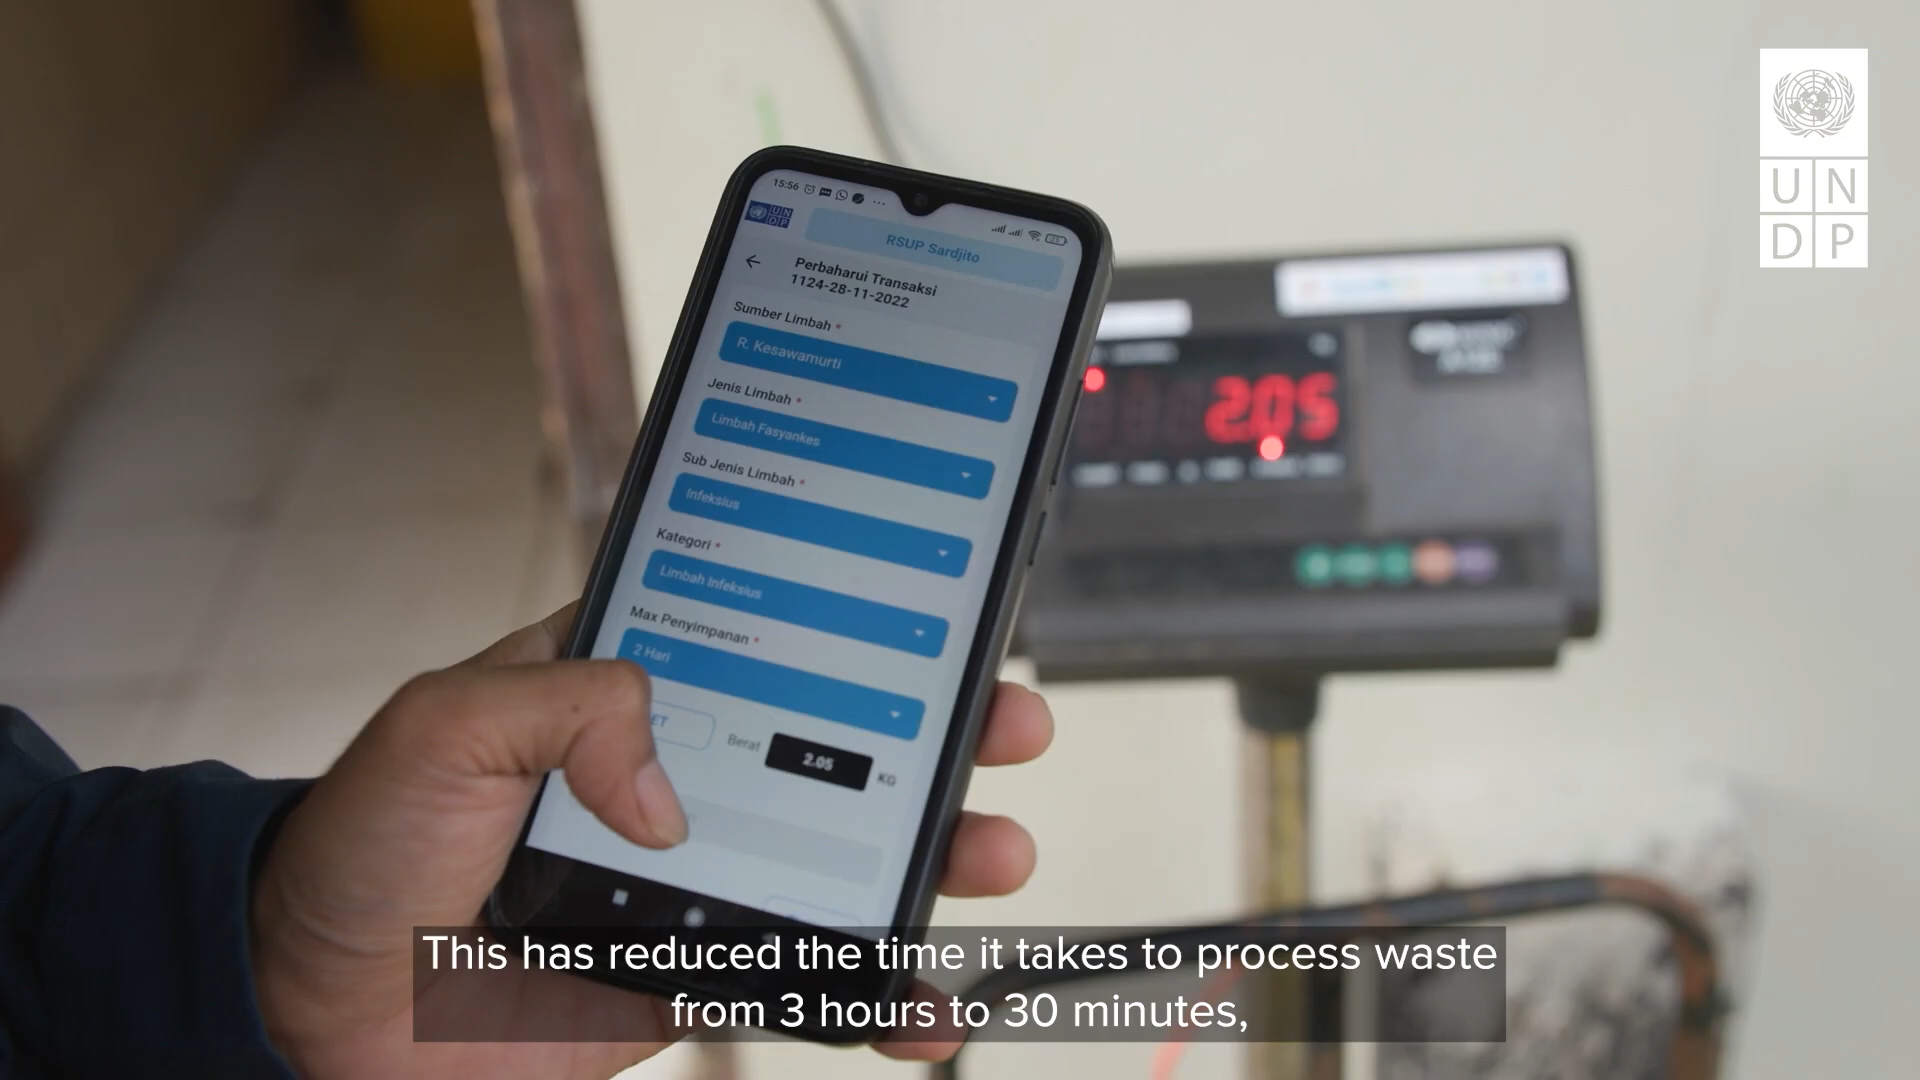 UN
DP
15:56
UN
DP
RSUP Sardjito
Perbaharui Transaksi
1124-28-11-2022
Sumber Limbah *
R. Kesawamurti
Jenis Limbah *
Limbah Fasyankes
Sub Jenis Limbah *
Infeksius
Kategori *
Limbah Infeksius
Max Penyimpanan *
2 Hari
Berat
2.05
KG
2.05
This has reduced the time it takes to process waste
from 3 hours to 30 minutes,